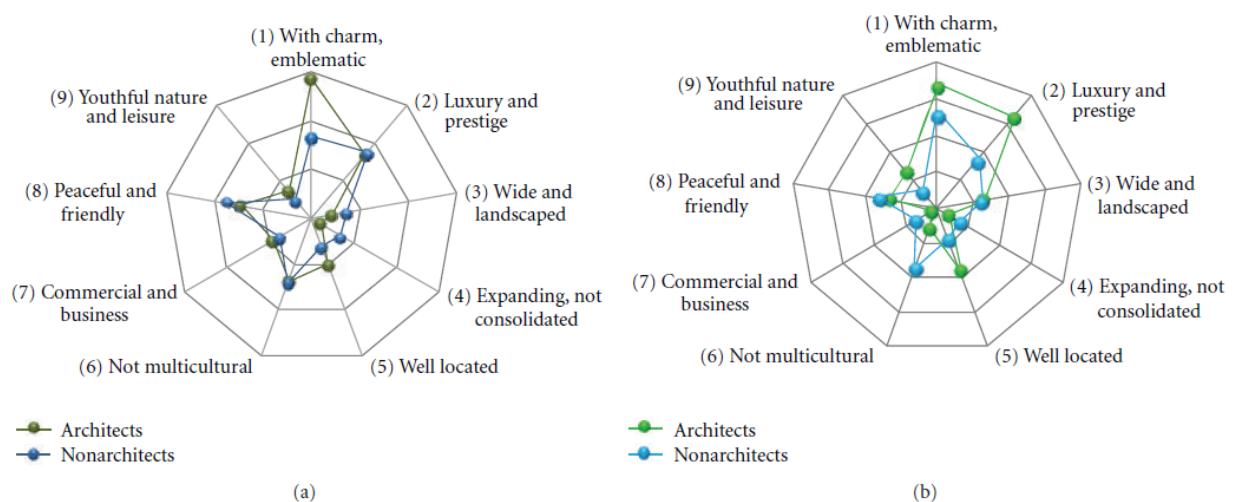 (1) With charm,
emblematic
(2) Luxury and
prestige
(3) Wide and
landscaped
(4) Expanding, not
consolidated
(5) Well located
(6) Not multicultural
(7) Commercial and
business
(8) Peaceful and
friendly
(9) Youthful nature
and leisure
Architects
Nonarchitects
(a)
(1) With charm,
emblematic
(2) Luxury and
prestige
(3) Wide and
landscaped
(4) Expanding, not
consolidated
(5) Well located
(6) Not multicultural
(7) Commercial and
business
(8) Peaceful and
friendly
(9) Youthful nature
and leisure
Architects
Nonarchitects
(b)